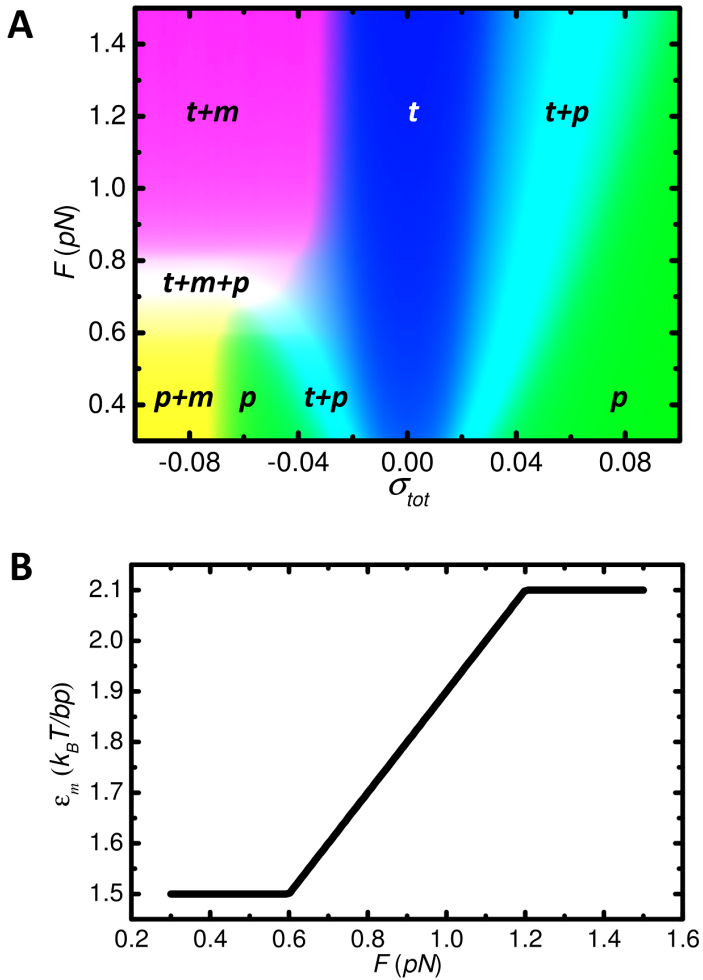 A
1.4
1.2
1.0
0.8
0.6
0.4
F (pN)
t+m
t
t+p
t+m+p
p+m
p
t+p
p
-0.08
-0.04
0.00
0.04
0.08
σtot
B
2.1
2.0
1.9
1.8
1.7
1.6
1.5
εm (kBT/bp)
0.2
0.4
0.6
0.8
1.0
1.2
1.4
1.6
F (pN)